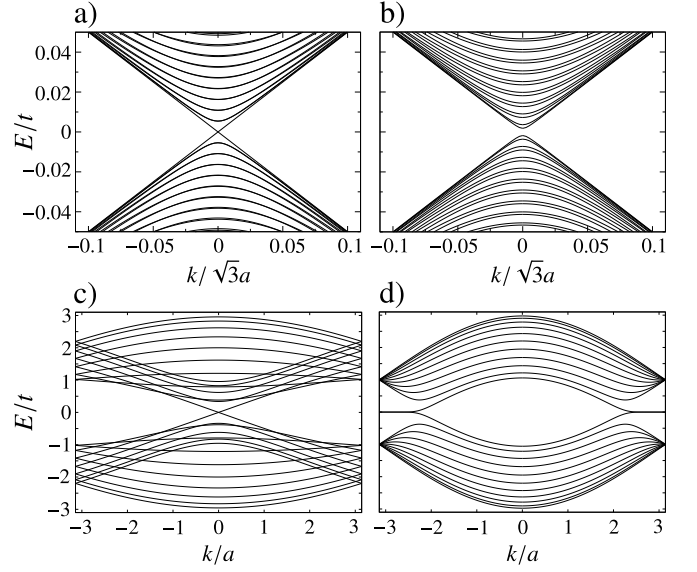 a)
b)
E/t
0.04
0.02
0
−0.02
−0.04
−0.1 −0.05 0 0.05 0.1
−0.1 −0.05 0 0.05 0.1
k/√3a
k/√3a
c)
d)
E/t
3
2
1
0
−1
−2
−3
−3 −2 −1 0 1 2 3
−3 −2 −1 0 1 2 3
k/a
k/a